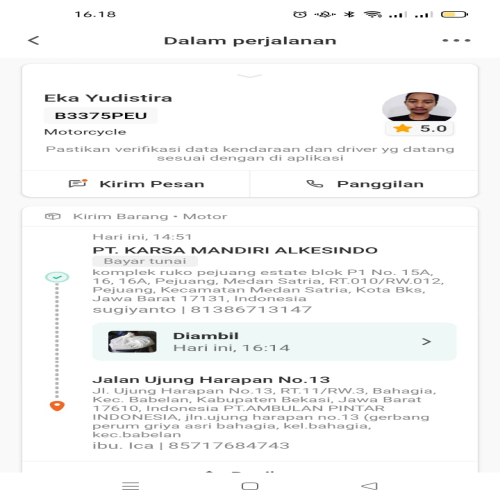 16.18
Dalam perjalanan
Eka Yudistira
B3375PEU
Motorcycle
5.0
Pastikan verifikasi data kendaraan dan driver yg datang
sesuai dengan di aplikasi
Kirim Pesan
Panggilan
Kirim Barang • Motor
Hari ini, 14:51
PT. KARSA MANDIRI ALKESINDO
Bayar tunai
komplek ruko pejuang estate blok P1 No. 15A,
16, 16A, Pejuang, Medan Satria, RT.010/RW.012,
Pejuang, Kecamatan Medan Satria, Kota Bks,
Jawa Barat 17131, Indonesia
sugiyanto | 81386713147
Diambil
Hari ini, 16:14
Jalan Ujung Harapan No.13
Jl. Ujung Harapan No.13, RT.11/RW.3, Bahagia,
Kec. Babelan, Kabupaten Bekasi, Jawa Barat
17610, Indonesia PT.AMBULAN PINTAR
INDONESIA, jln.ujung harapan no.13 (gerbang
perum griya asri bahagia, kel.bahagia,
kec.babelan
ibu. Ica | 85717684743